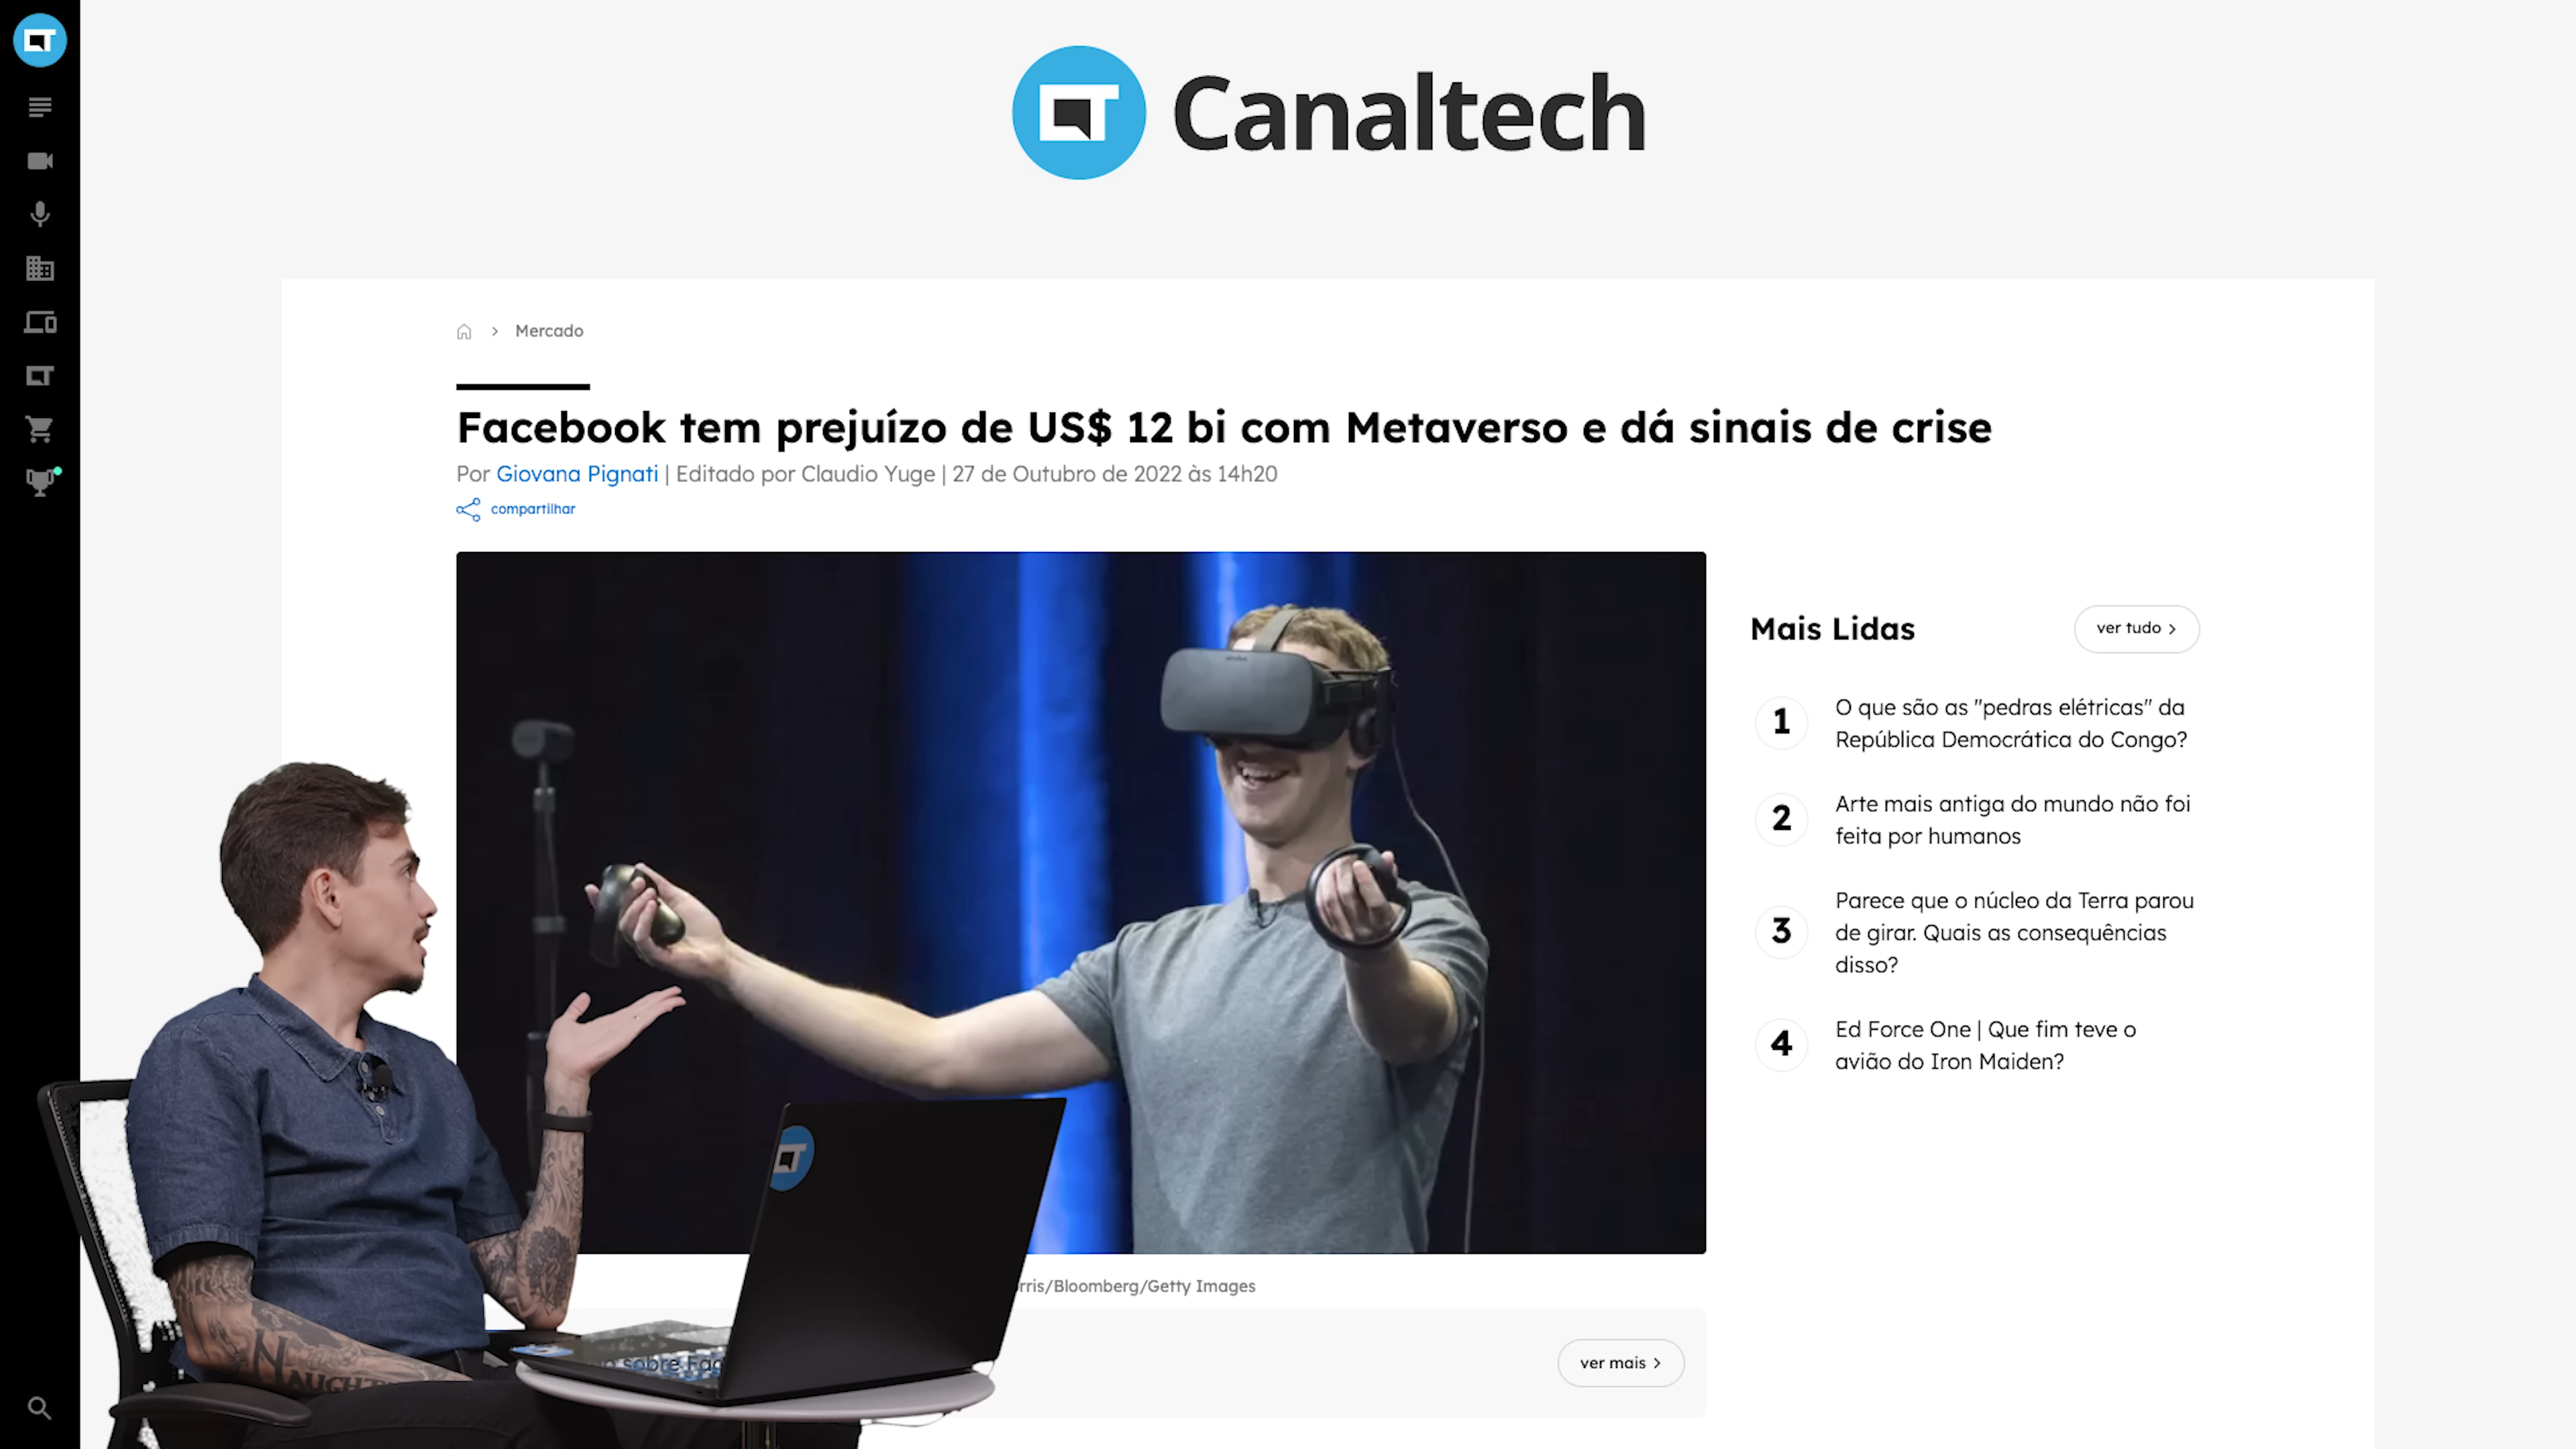 Canaltech
Mercado
Facebook tem prejuízo de US$ 12 bi com Metaverso e dá sinais de crise
Por Giovana Pignati | Editado por Claudio Yuge | 27 de Outubro de 2022 às 14h20
compartilhar
oculus
Mais Lidas
ver tudo
1
O que são as "pedras elétricas" da
República Democrática do Congo?
2
Arte mais antiga do mundo não foi
feita por humanos
3
Parece que o núcleo da Terra parou
de girar. Quais as consequências
disso?
4
Ed Force One | Que fim teve o
avião do Iron Maiden?
rris/Bloomberg/Getty Images
sobre Fac
ver mais